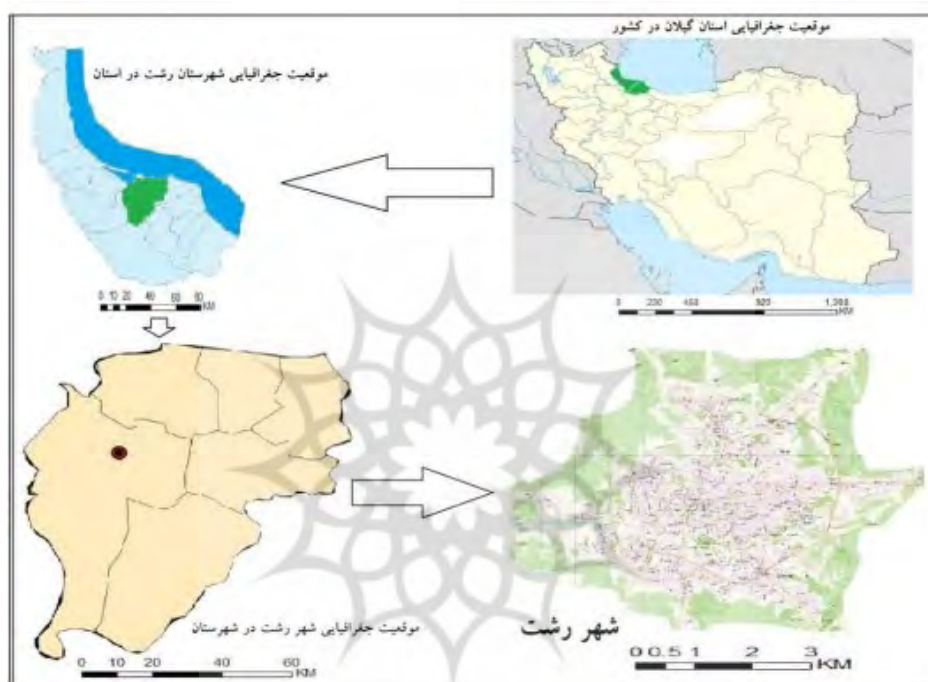 موقعیت جغرافیایی استان گیلان در کشور
0 230 460 920 1,380
KM
موقعیت جغرافیایی شهرستان رشت در استان
0 10 20 40 60 80
KM
موقعیت جغرافیایی شهر رشت در شهرستان
0 10 20 40 60
KM
شهر رشت
0 0.5 1 2 3
KM